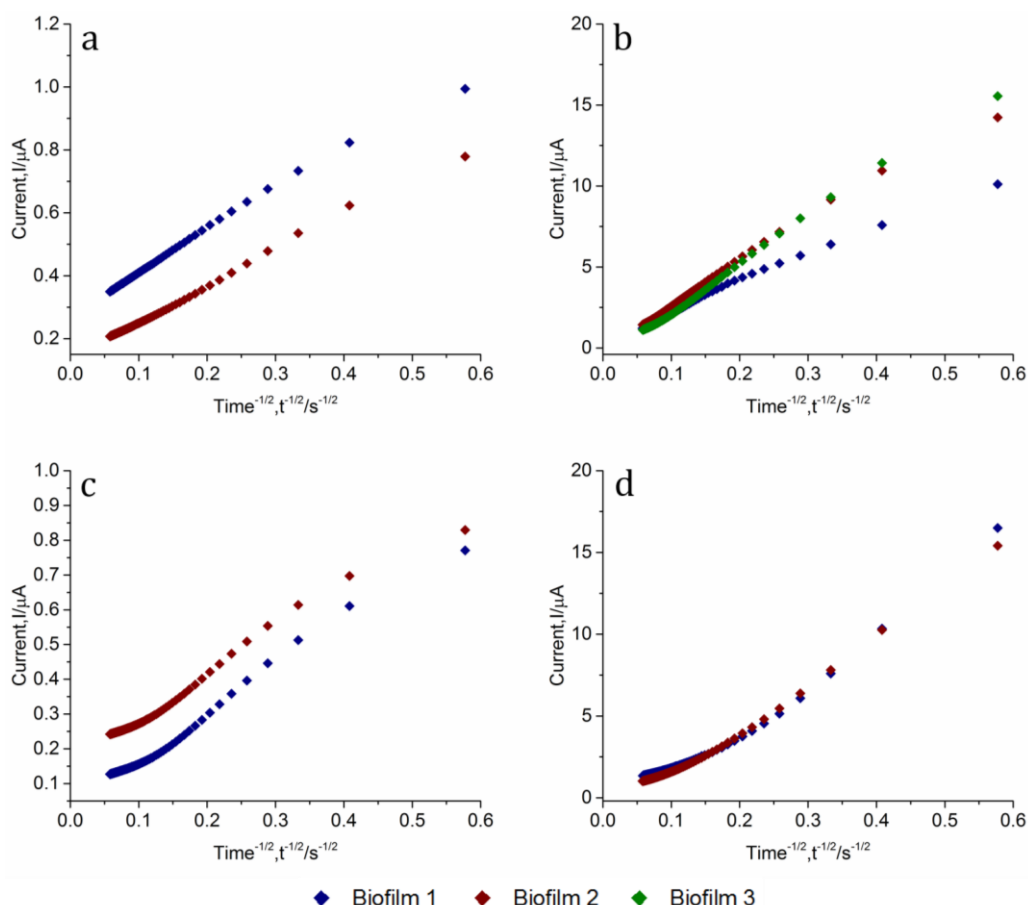 a
1.2
1.0
0.8
0.6
0.4
0.2
Current,I/μA
0.0 0.1 0.2 0.3 0.4 0.5 0.6
Time-1/2,t-1/2/s-1/2
b
20
15
10
5
0
Current,I/μA
0.0 0.1 0.2 0.3 0.4 0.5 0.6
Time-1/2,t-1/2/s-1/2
c
1.0
0.9
0.8
0.7
0.6
0.5
0.4
0.3
0.2
0.1
Current,I/μA
0.0 0.1 0.2 0.3 0.4 0.5 0.6
Time-1/2,t-1/2/s-1/2
d
20
15
10
5
0
Current,I/μA
0.0 0.1 0.2 0.3 0.4 0.5 0.6
Time-1/2,t-1/2/s-1/2
Biofilm 1 Biofilm 2 Biofilm 3